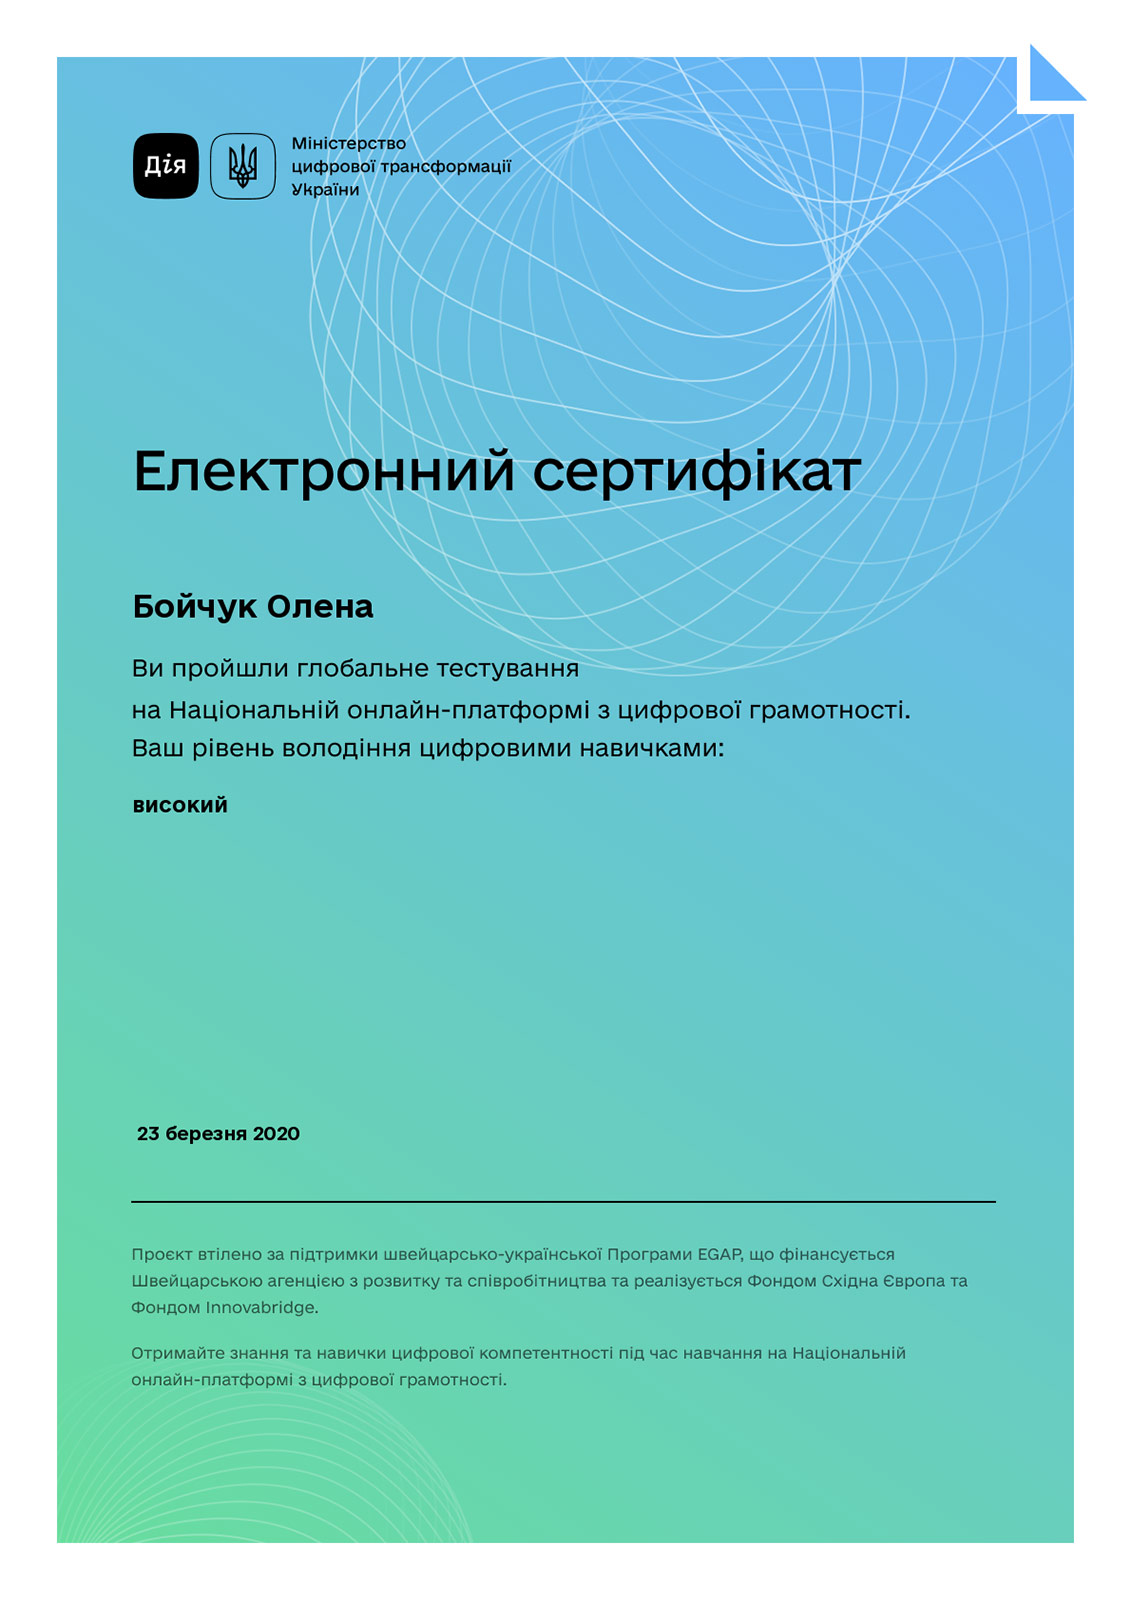 Дія
Міністерство
цифрової трансформації
України
Електронний сертифікат
Бойчук Олена
Ви пройшли глобальне тестування
на Національній онлайн-платформі з цифрової грамотності.
Ваш рівень володіння цифровими навичками:
високий
23 березня 2020
Проєкт втілено за підтримки швейцарсько-української Програми EGAP, що фінансується
Швейцарською агенцією з розвитку та співробітництва та реалізується Фондом Східна Європа та
Фондом Innovabridge.
Отримайте знання та навички цифрової компетентності під час навчання на Національній
онлайн-платформі з цифрової грамотності.